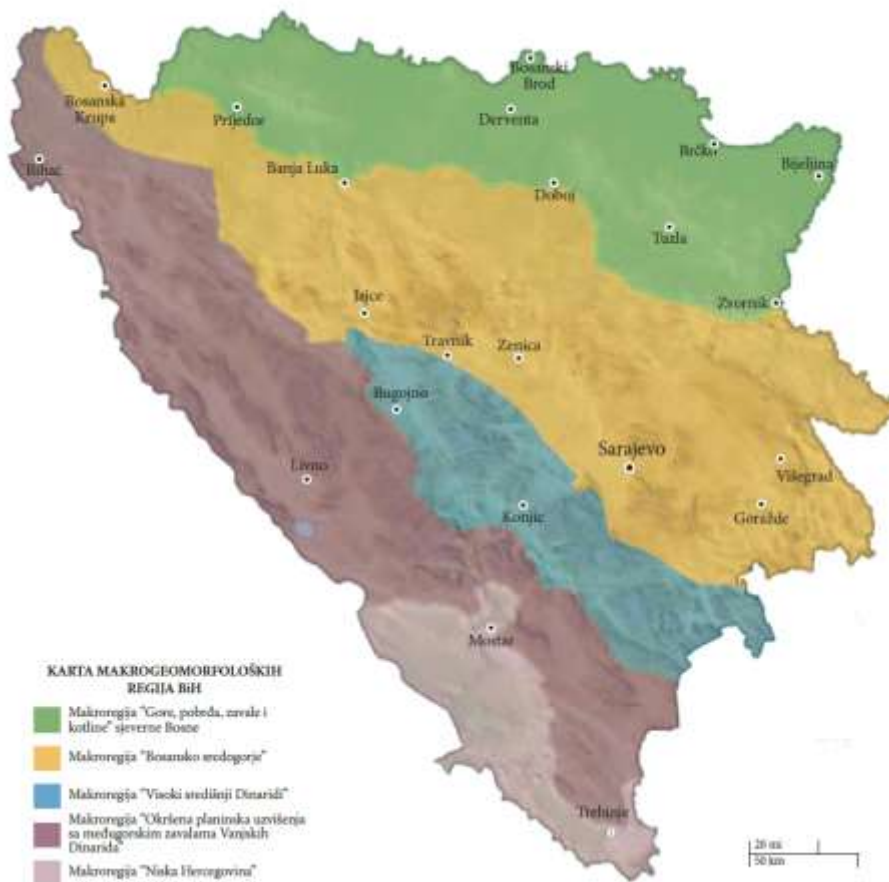 Bosanski
Brod
Bosanska
Krupa
Prijedor
Derventa
Brčko
Bijeljina
Bihać
Banja Luka
Doboj
Tuzla
Zvornik
Jajce
Travnik
Zenica
Bugojno
Sarajevo
Višegrad
Livno
Konjic
Goražde
Mostar
Trebinje
KARTA MAKROGEOMORFOLOŠKIH
REGIJA BiH
Makroregija "Gore, pobrđa, zavale i
kotline" sjeverne Bosne
Makroregija "Bosansko sredogorje"
Makroregija "Visoki središnji Dinaridi"
Makroregija "Okršena planinska uzvišenja
sa međugorskim zavalama Vanjskih
Dinarida"
Makroregija "Niska Hercegovina"
20 mi
50 km